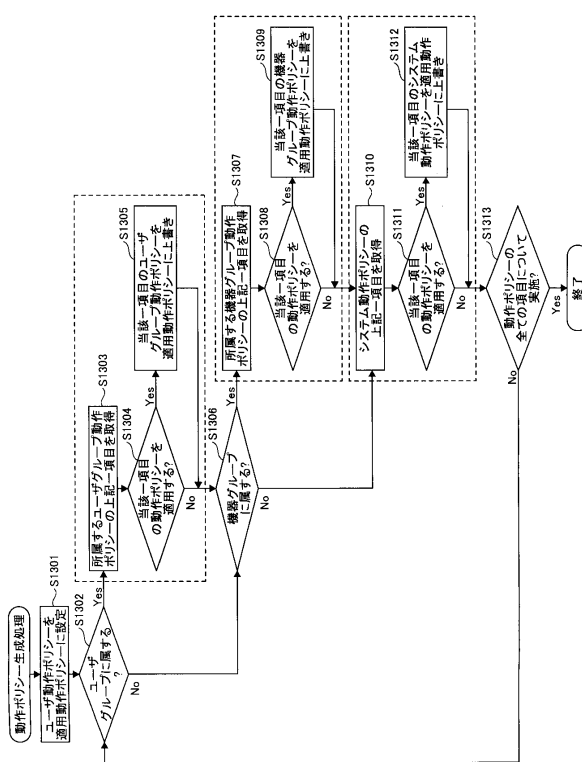 動作ポリシー生成処理
S1301
ユーザ動作ポリシーを
適用動作ポリシーに設定
S1302
ユーザ
グループに属する
?
Yes
No
S1303
所属するユーザグループ動作
ポリシーの上記一項目を取得
S1304
当該一項目
の動作ポリシーを
適用する?
Yes
No
S1305
当該一項目のユーザ
グループ動作ポリシーを
適用動作ポリシーに上書き
S1306
機器グループ
に属する?
Yes
No
S1307
所属する機器グループ動作
ポリシーの上記一項目を取得
S1308
当該一項目
の動作ポリシーを
適用する?
Yes
No
S1309
当該一項目の機器
グループ動作ポリシーを
適用動作ポリシーに上書き
S1310
システム動作ポリシーの
上記一項目を取得
S1311
当該一項目
の動作ポリシーを
適用する?
Yes
No
S1312
当該一項目のシステム
動作ポリシーを適用動作
ポリシーに上書き
S1313
動作ポリシーの
全ての項目について
実施?
No
Yes
終了